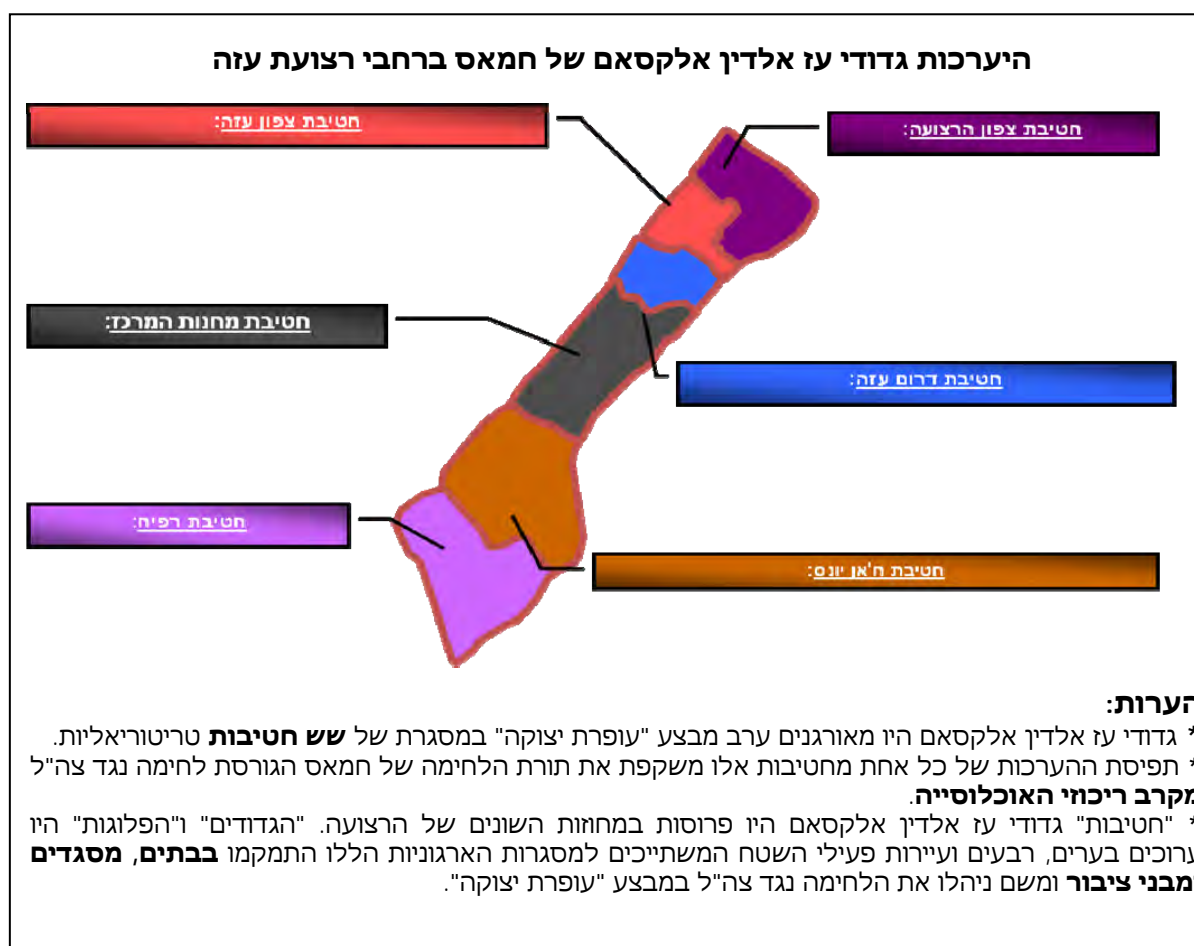 היערכות גדודי עז אלדין אלקסאם של חמאס ברחבי רצועת עזה
חטיבת צפון עזה:
חטיבת צפון הרצועה:
חטיבת מחנות המרכז:
חטיבת דרום עזה:
חטיבת רפיח:
חטיבת ח'אן יונס:
הערות:
* גדודי עז אלדין אלקסאם היו מאורגנים ערב מבצע "עופרת יצוקה" במסגרת של שש חטיבות טריטוריאליות.
* תפיסת ההערכות של כל אחת מחטיבות אלו משקפת את תורת הלחימה של חמאס הגורסת לחימה נגד צה"ל
מקרב ריכוזי האוכלוסייה.
* "חטיבות" גדודי עז אלדין אלקסאם היו פרוסות במחוזות השונים של הרצועה. "הגדודים" ו"הפלוגות" היו
ערוכים בערים, רבעים ועיירות פעילי השטח המשתייכים למסגרות הארגוניות הללו התמקמו בבתים, מסגדים
ומבני ציבור ומשם ניהלו את הלחימה נגד צה"ל במבצע "עופרת יצוקה".